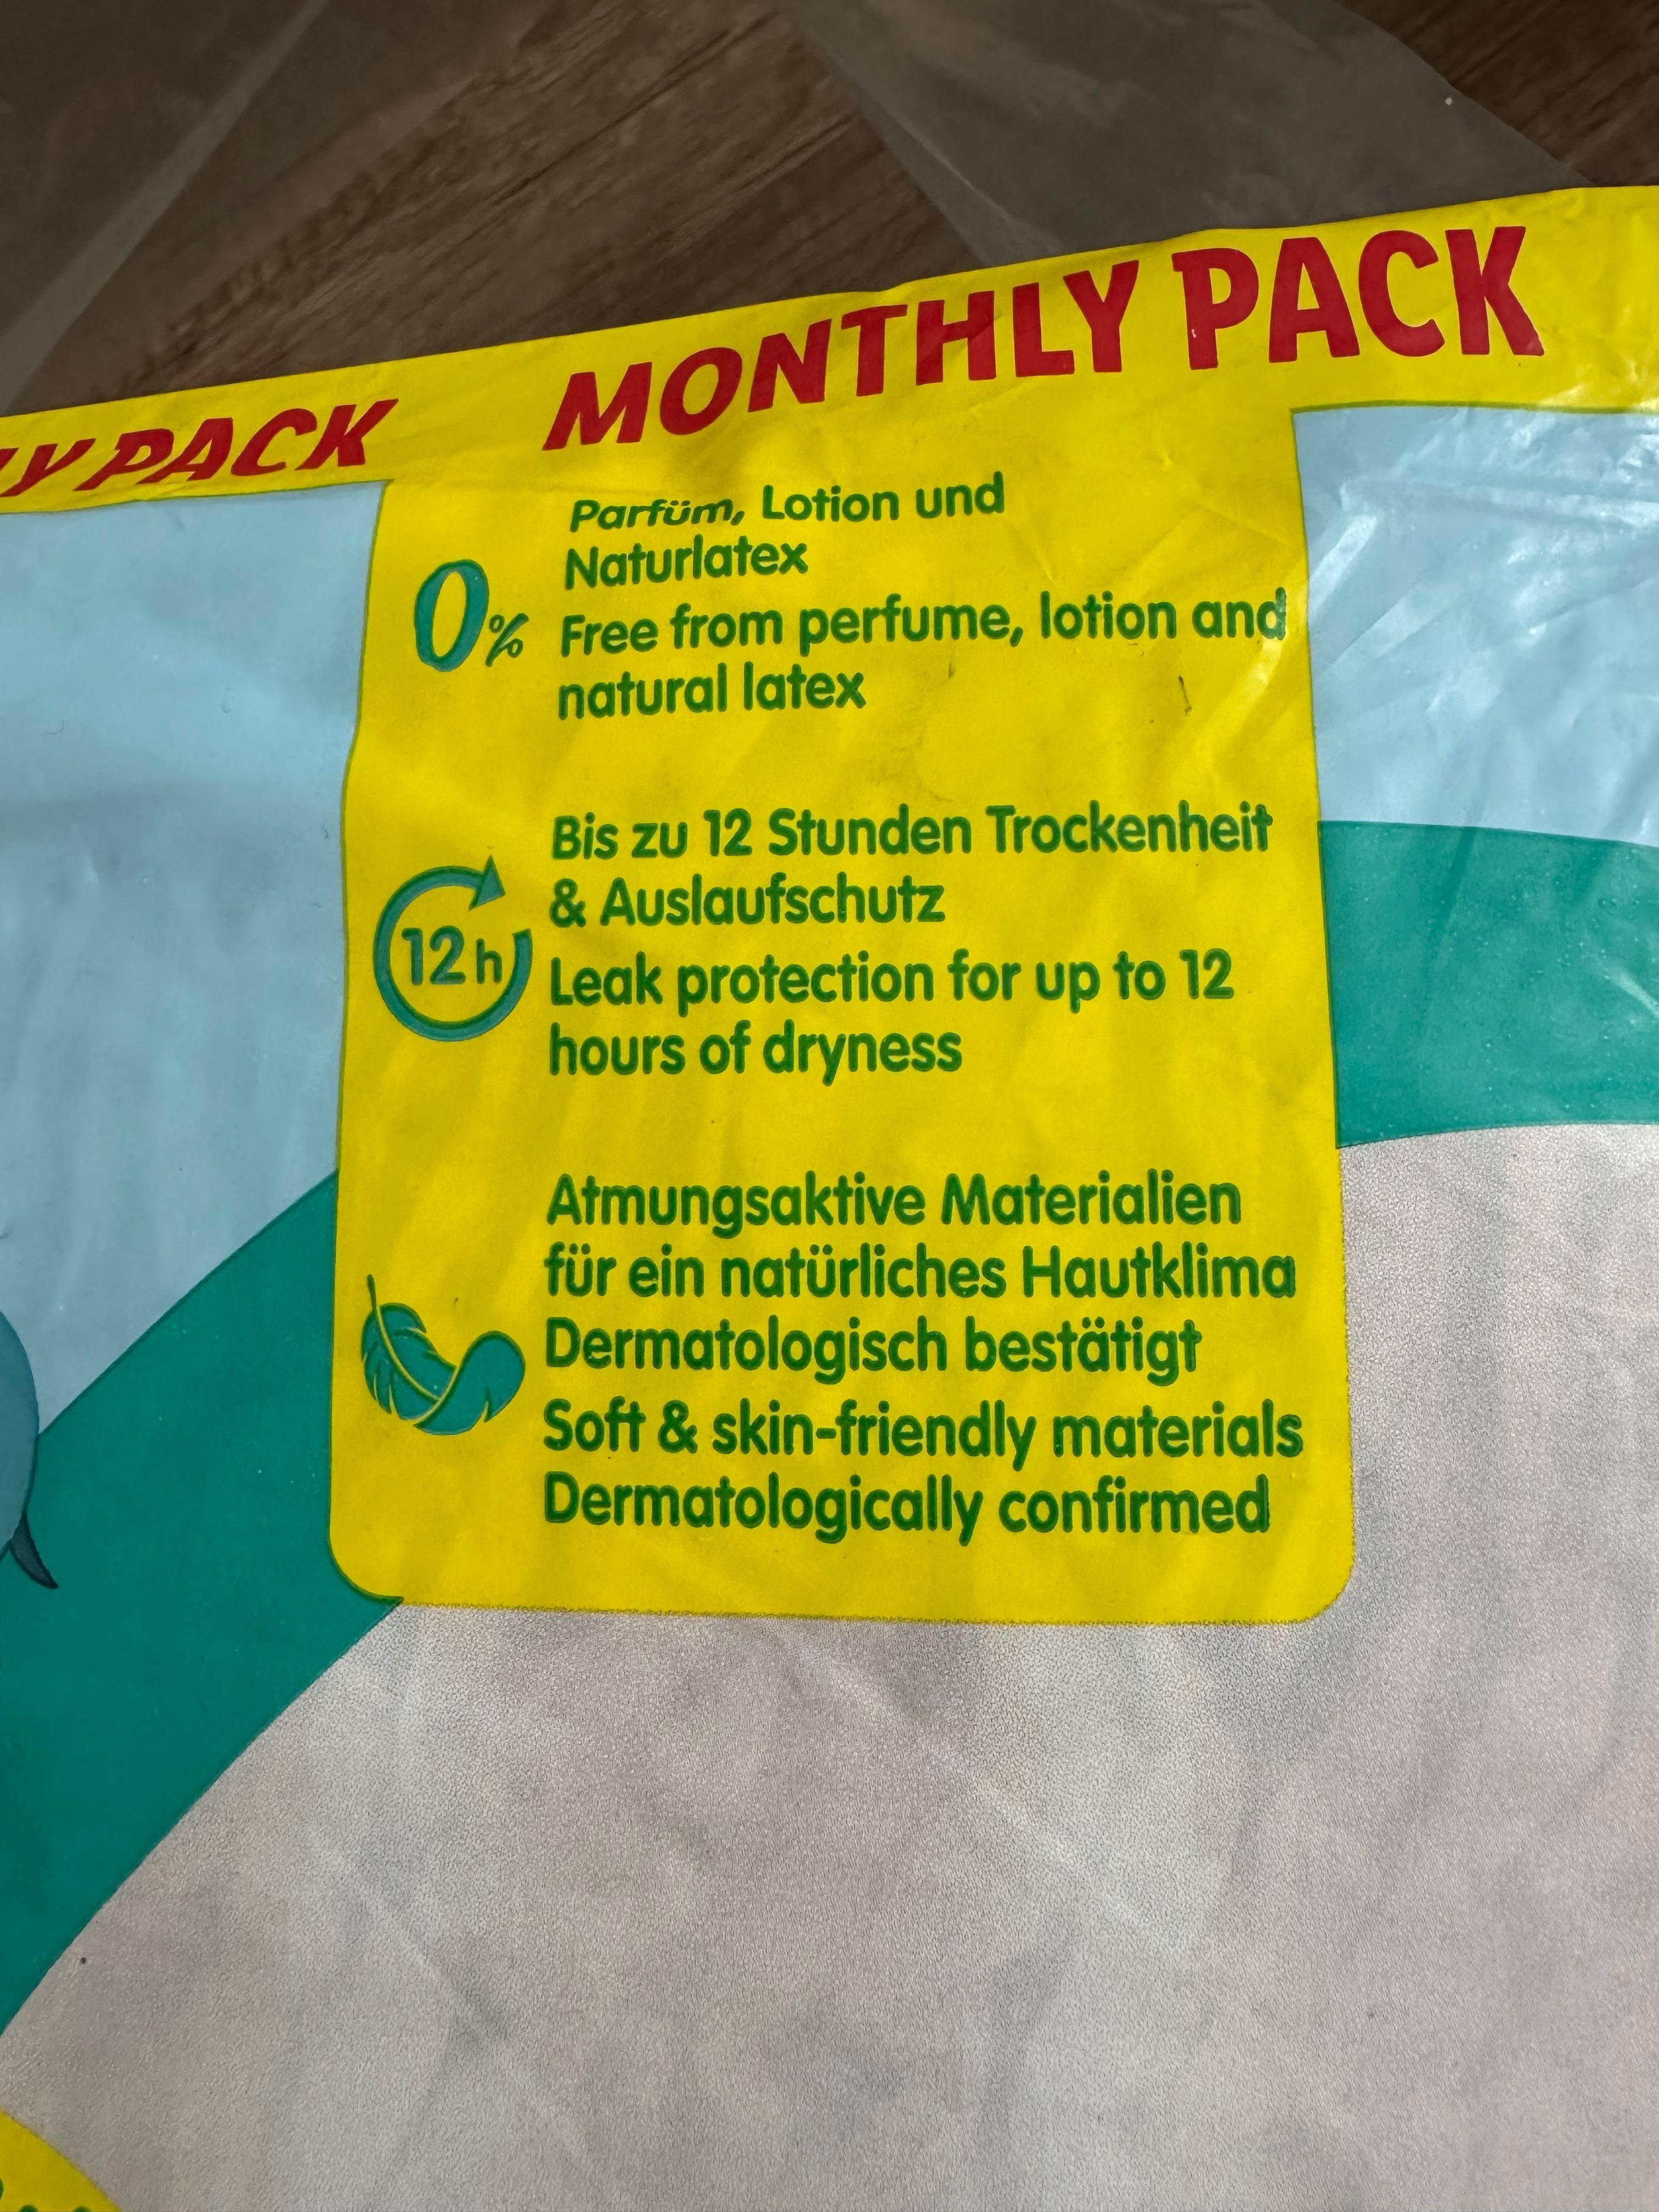 MONTHLY PACK
PACK
Parfüm, Lotion und
Naturlatex
0%
Free from perfume, lotion and
natural latex
Bis zu 12 Stunden Trockenheit
& Auslaufschutz
12h
Leak protection for up to 12
hours of dryness
Atmungsaktive Materialien
für ein natürliches Hautklima
Dermatologisch bestätigt
Soft & skin-friendly materials
Dermatologically confirmed